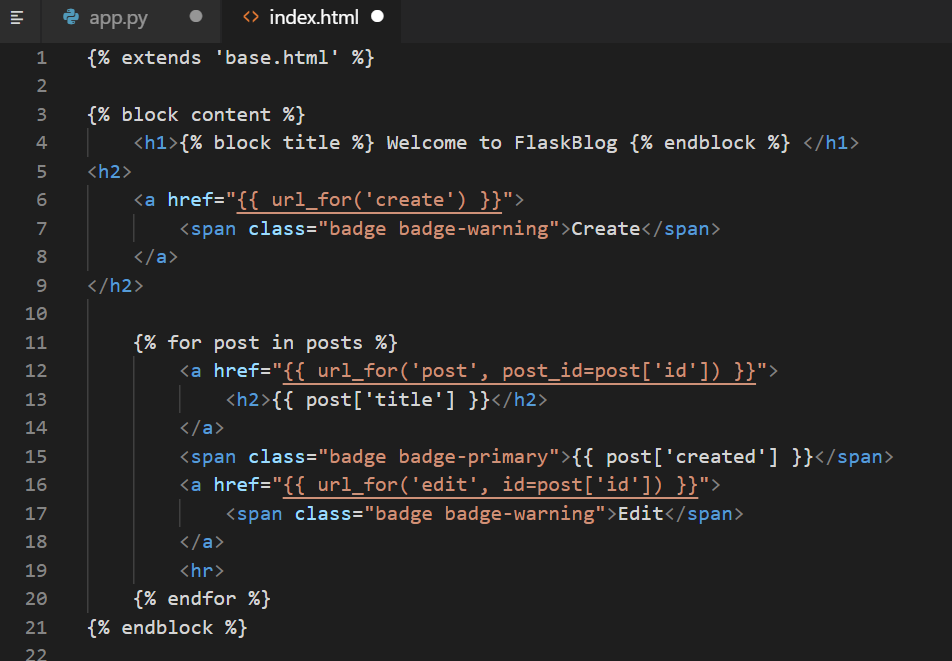 app.py index.html
1 {% extends 'base.html' %}
2
3 {% block content %}
4     <h1>{% block title %} Welcome to FlaskBlog {% endblock %} </h1>
5 <h2>
6     <a href="{{ url_for('create') }}">
7         <span class="badge badge-warning">Create</span>
8     </a>
9 </h2>
10
11     {% for post in posts %}
12         <a href="{{ url_for('post', post_id=post['id']) }}">
13             <h2>{{ post['title'] }}</h2>
14         </a>
15         <span class="badge badge-primary">{{ post['created'] }}</span>
16         <a href="{{ url_for('edit', id=post['id']) }}">
17             <span class="badge badge-warning">Edit</span>
18         </a>
19         <hr>
20     {% endfor %}
21 {% endblock %}
22